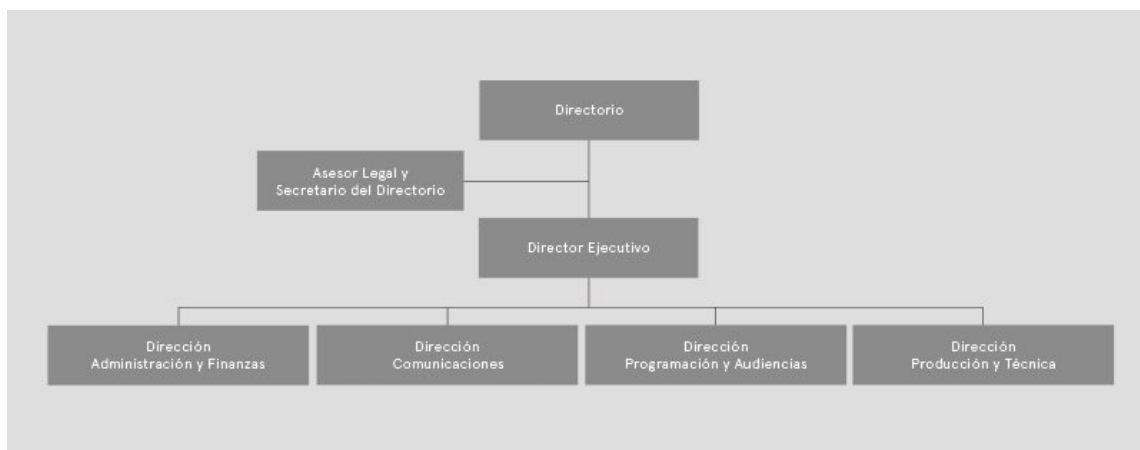 Directorio
Asesor Legal y
Secretario del Directorio
Director Ejecutivo
Dirección
Administración y Finanzas
Dirección
Comunicaciones
Dirección
Programación y Audiencias
Dirección
Producción y Técnica